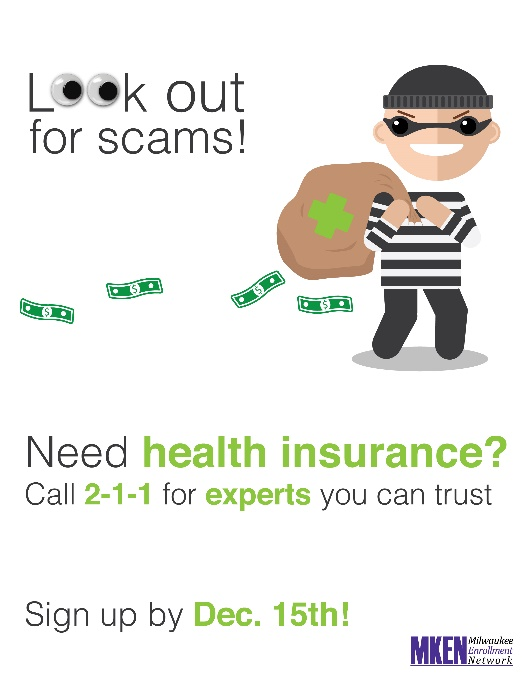 Look out
for scams!
$
$
$
$
Need health insurance?
Call 2-1-1 for experts you can trust
Sign up by Dec. 15th!
MKEN Milwaukee
Enrollment
Network